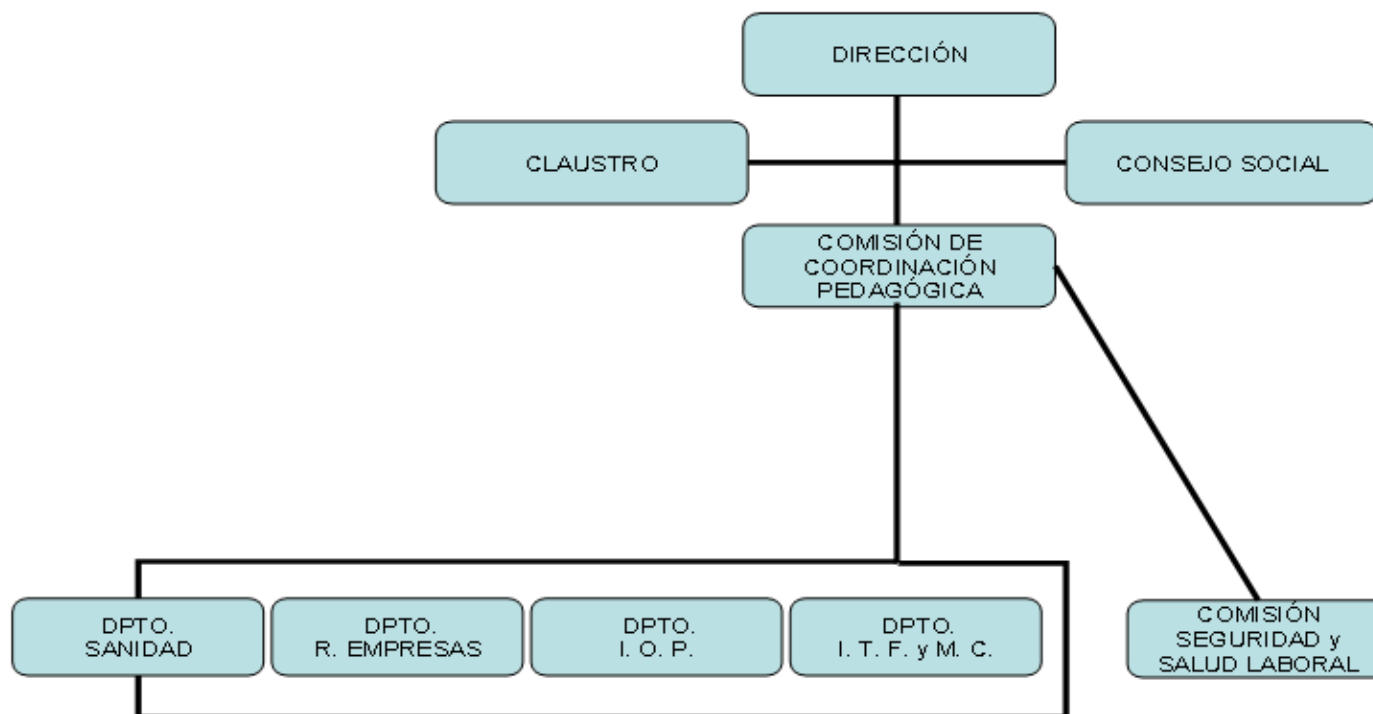 DIRECCIÓN
CLAUSTRO
CONSEJO SOCIAL
COMISIÓN DE
COORDINACIÓN
PEDAGÓGICA
DPTO.
SANIDAD
DPTO.
R. EMPRESAS
DPTO.
I. O. P.
DPTO.
I. T. F. y M. C.
COMISIÓN
SEGURIDAD y
SALUD LABORAL